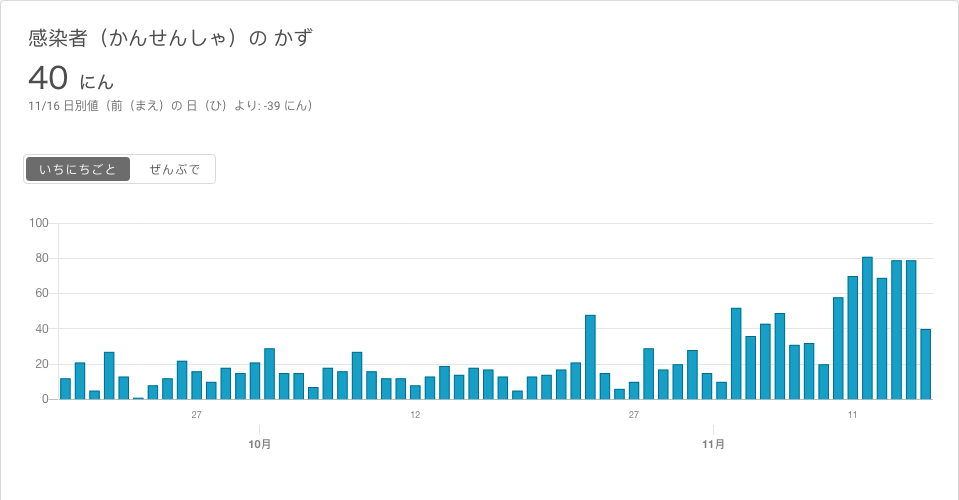 感染者（かんせんしゃ）の かず
40 にん
11/16 日別値（前（まえ）の 日（ひ）より: -39 にん）
いちにちごと ぜんぶで
100
80
60
40
20
0
27 12 27 11
10月 11月